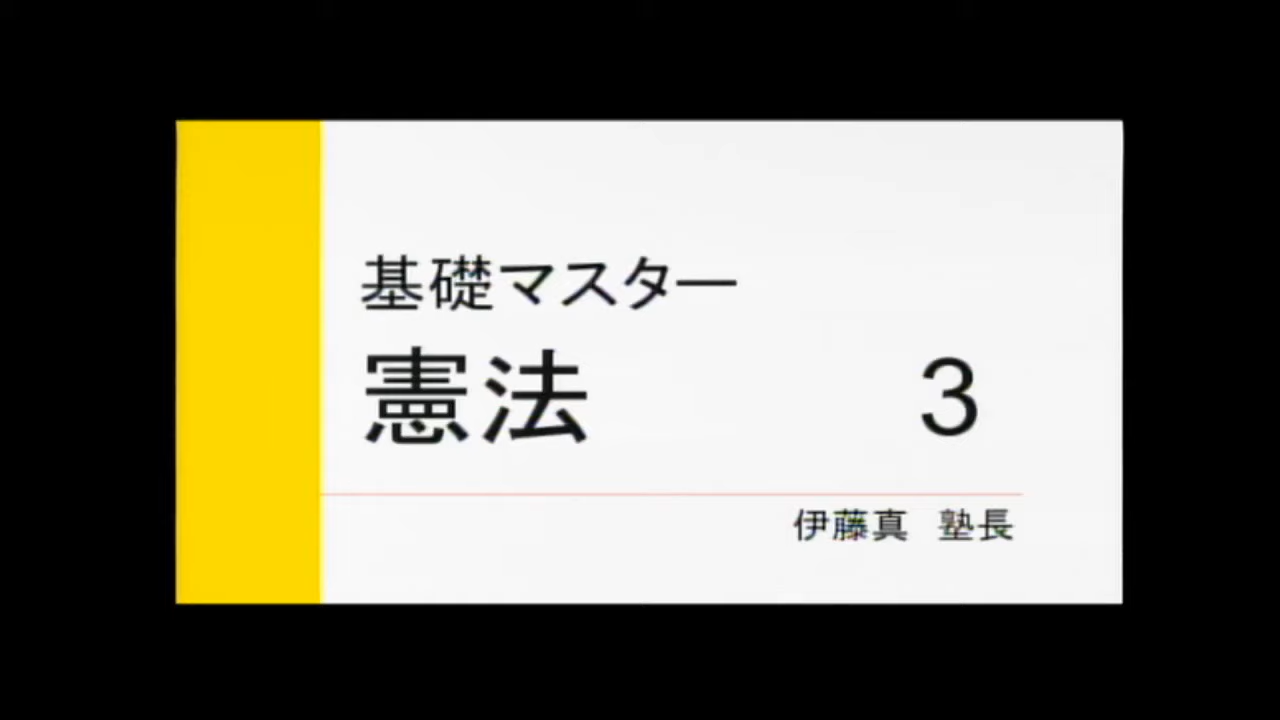 基礎マスター
憲法 3
伊藤真 塾長